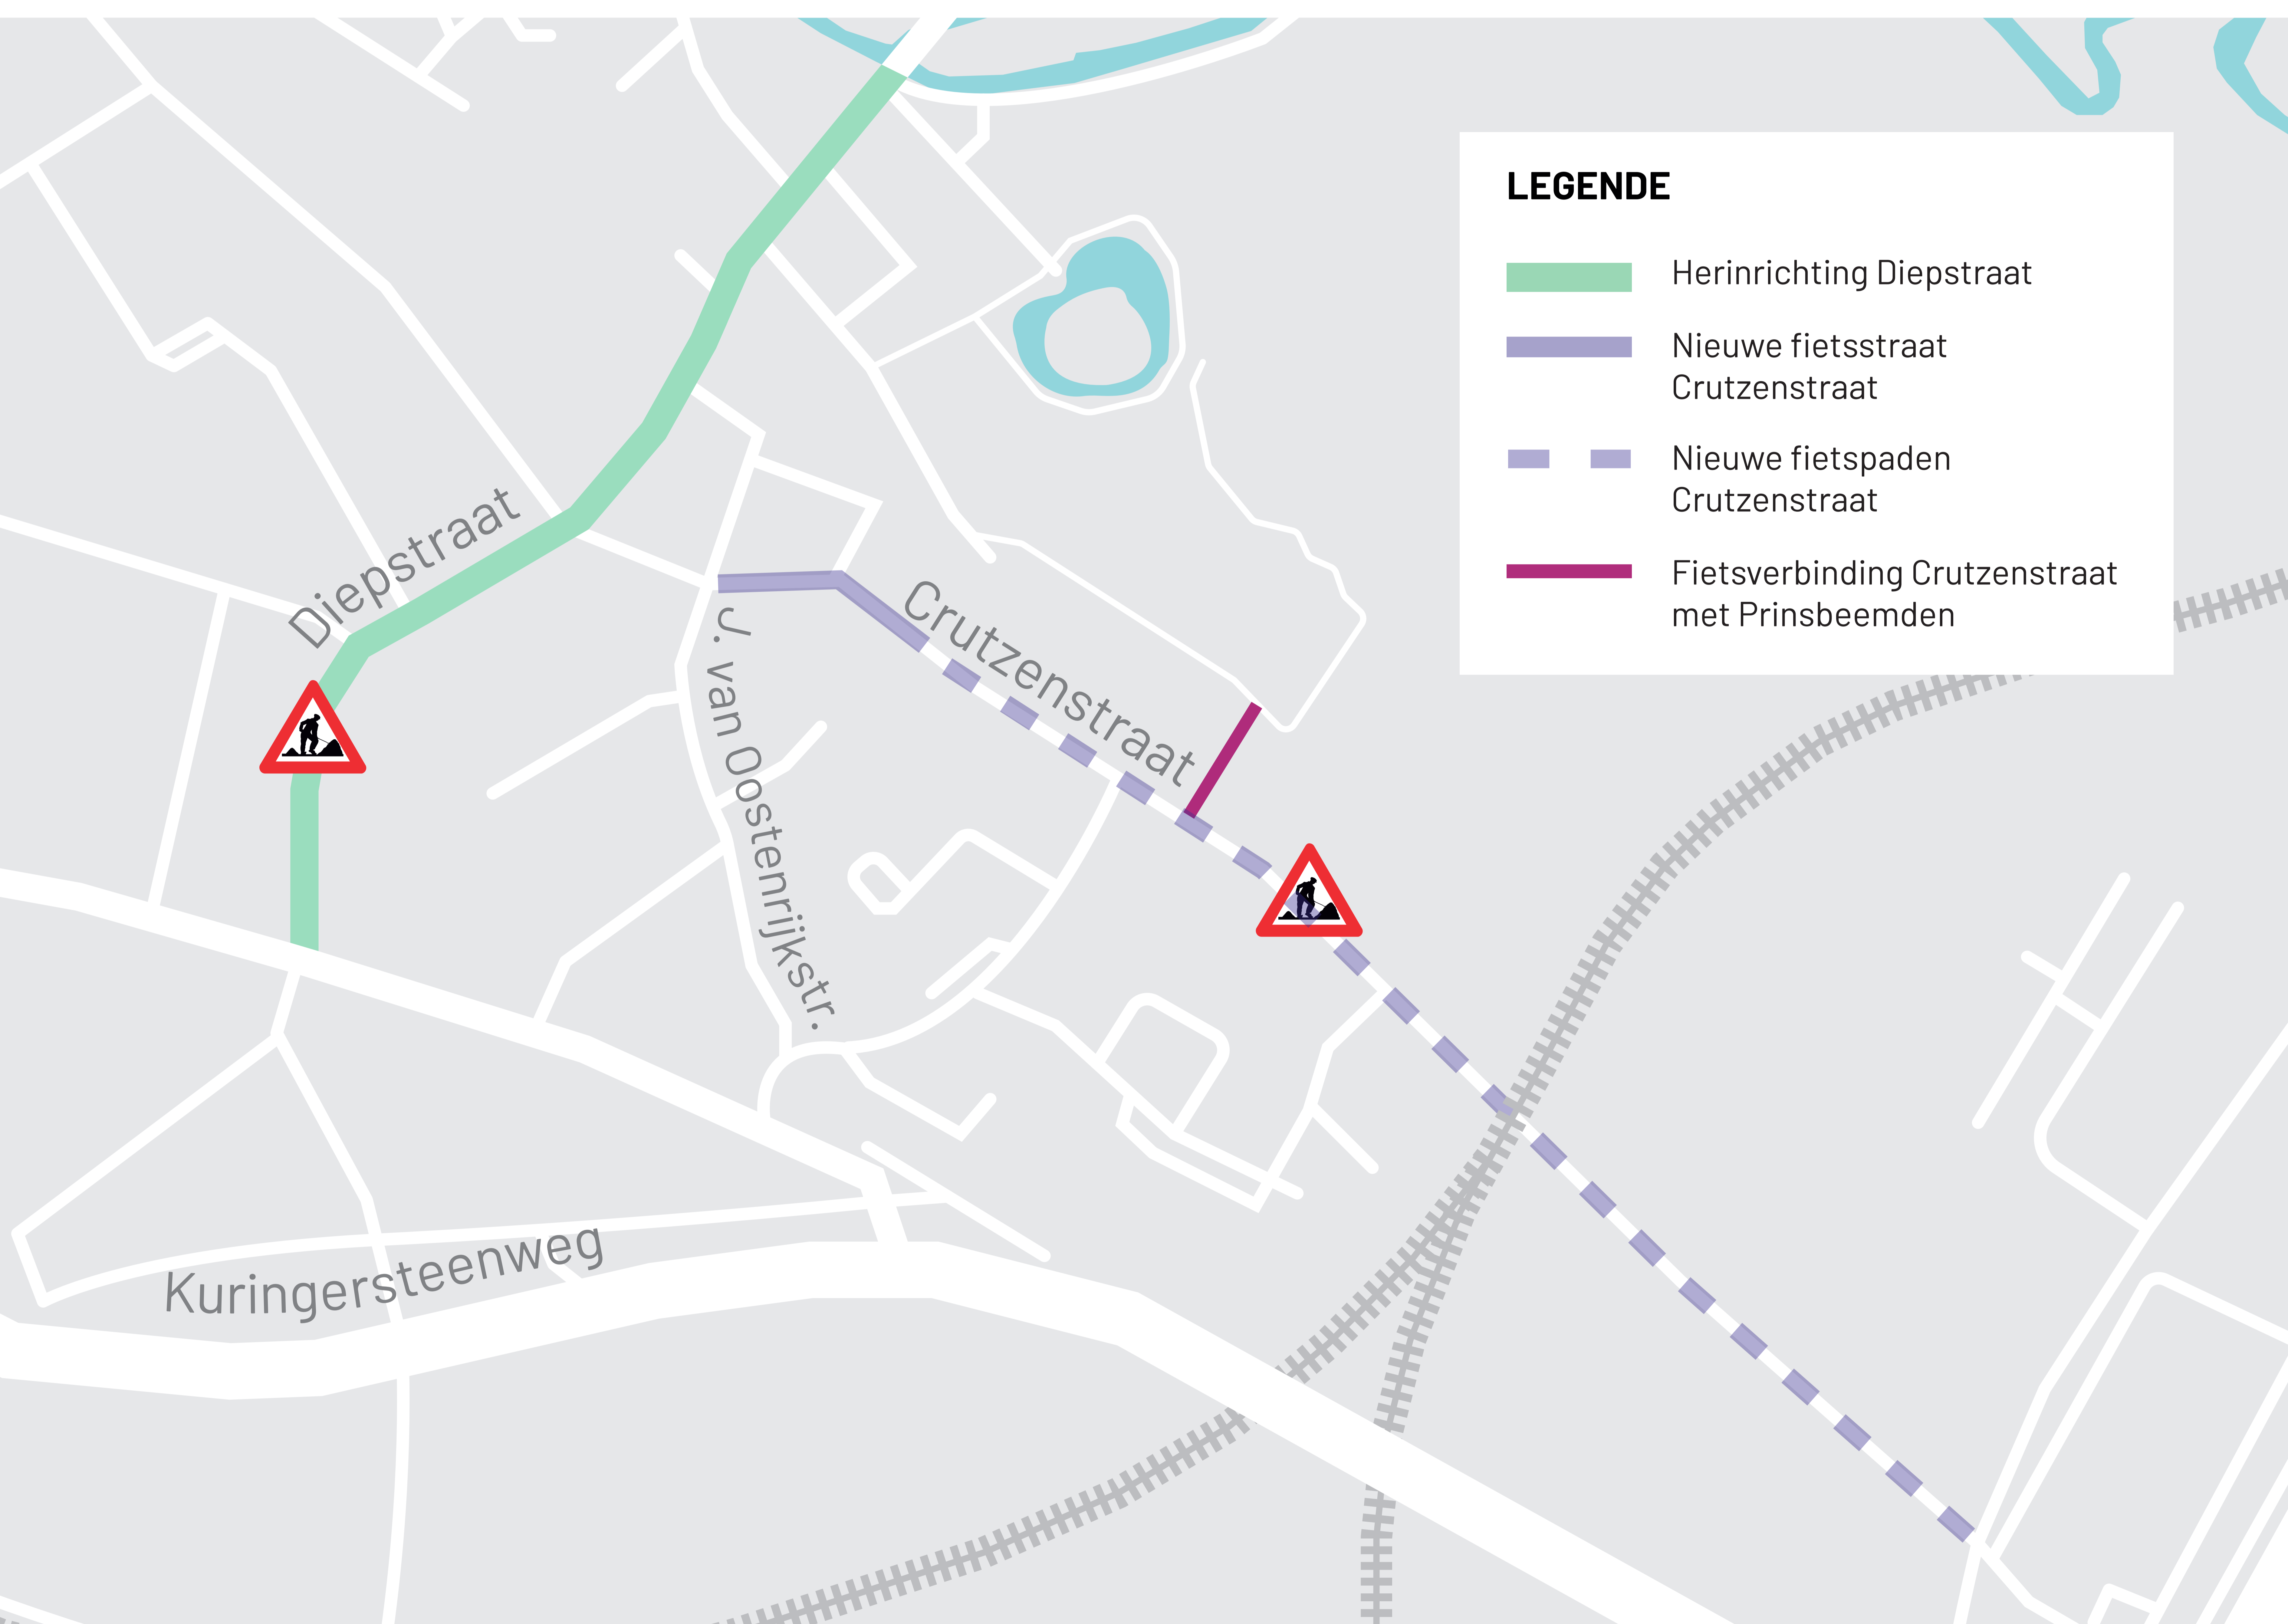 LEGENDE
Herinrichting Diepstraat
Nieuwe fietsstraat
Crutzenstraat
Nieuwe fietspaden
Crutzenstraat
Fietsverbinding Crutzenstraat
met Prinsbeemden
Diepstraat
Crutzenstraat
J. van Oostenrijkstr.
Kuringersteenweg